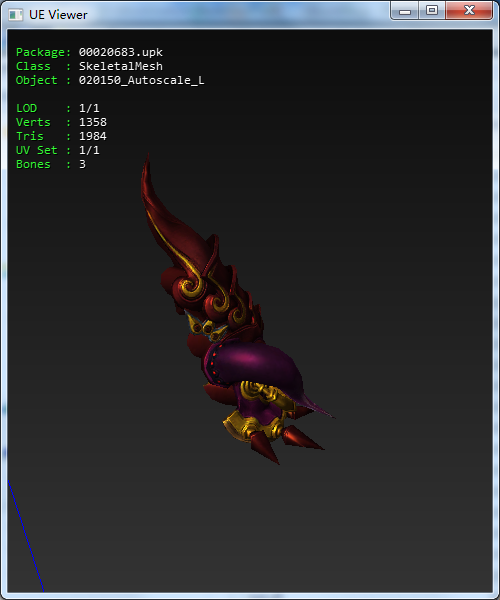 UE Viewer
Package: 00020683.upk
Class  : SkeletalMesh
Object : 020150_Autoscale_L
LOD    : 1/1
Verts  : 1358
Tris   : 1984
UV Set : 1/1
Bones  : 3